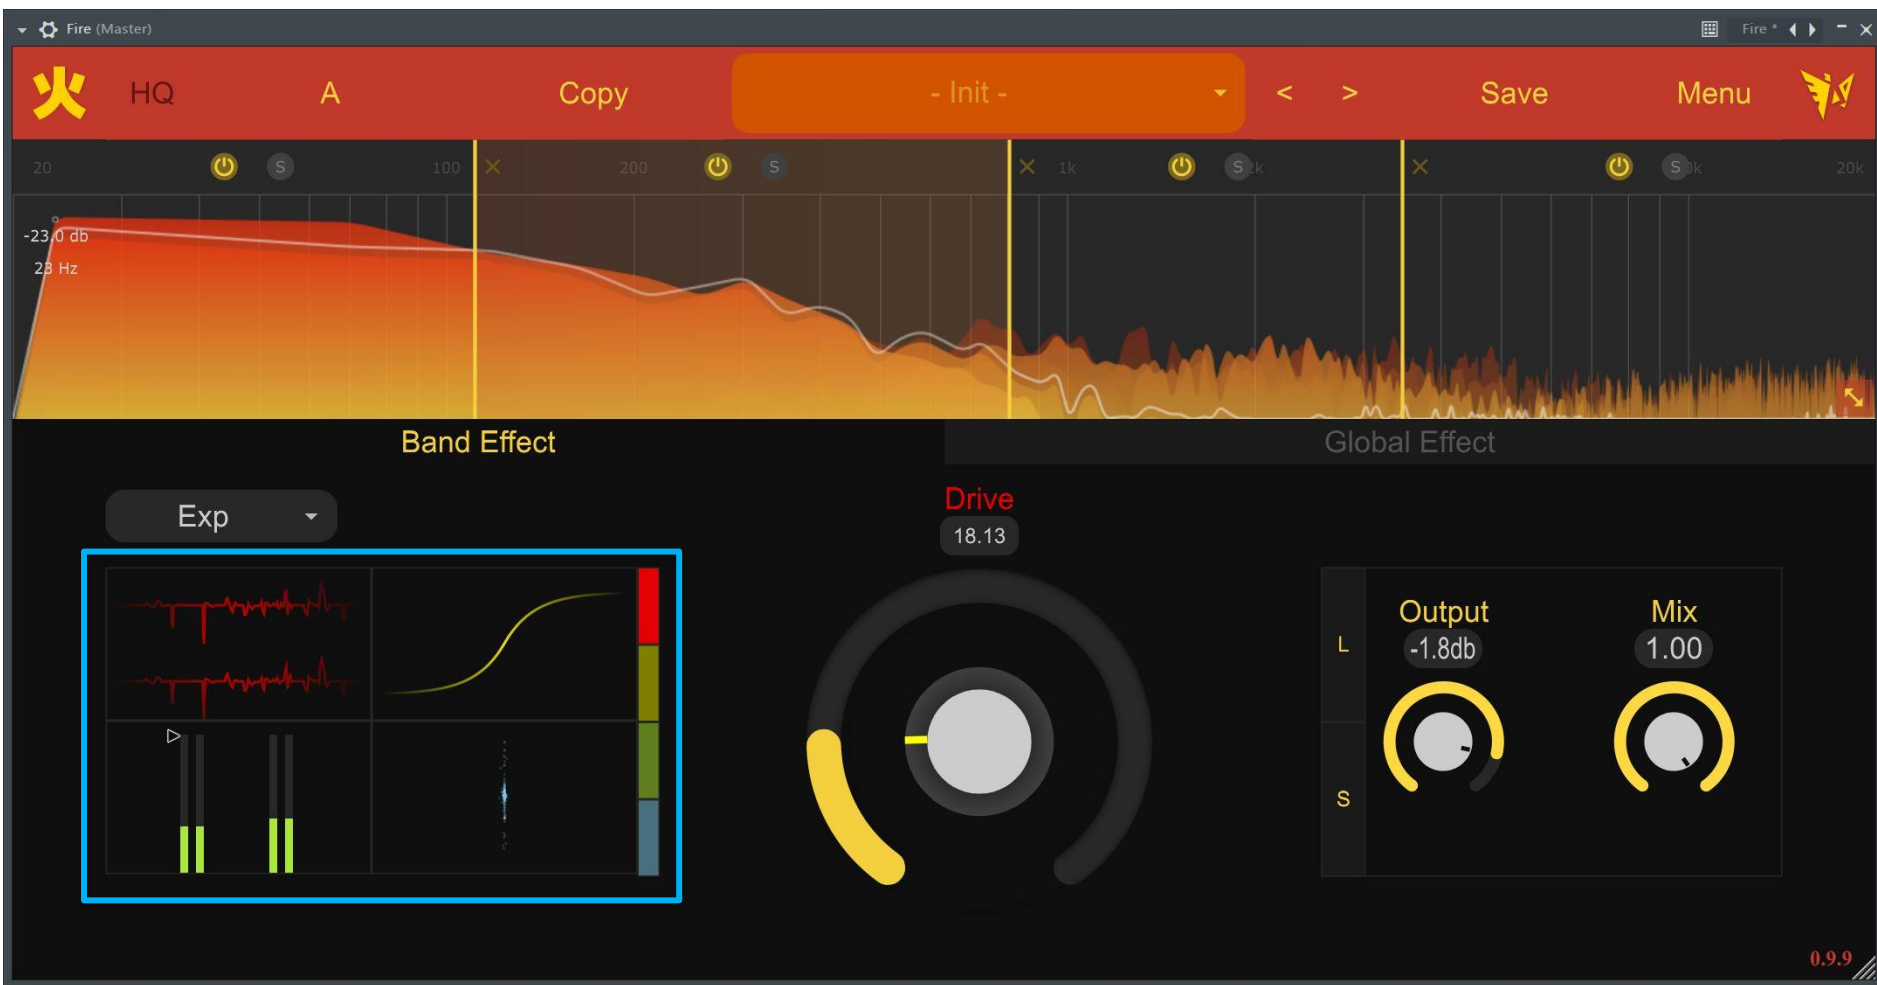 Fire (Master)
Fire *
火 HQ A Copy - Init - < > Save Menu
20 S 100 200 S 1k S S 20k
-23.0 db
23 Hz
Band Effect Global Effect
Exp
Drive
18.13
L
S
Output
-1.8db
Mix
1.00
0.9.9